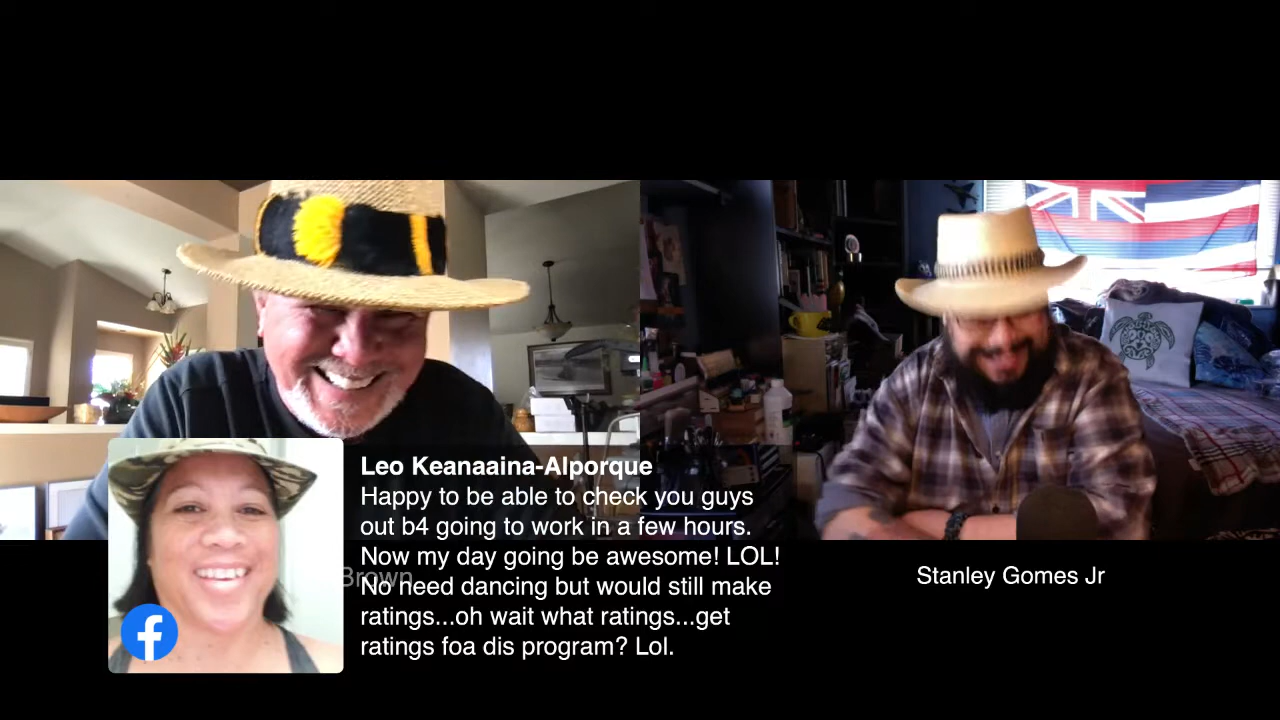 Leo Keanaaina-Alporque
Happy to be able to check you guys
out b4 going to work in a few hours.
Now my day going be awesome! LOL!
Brown
No need dancing but would still make
ratings...oh wait what ratings...get
ratings foa dis program? Lol.
Stanley Gomes Jr